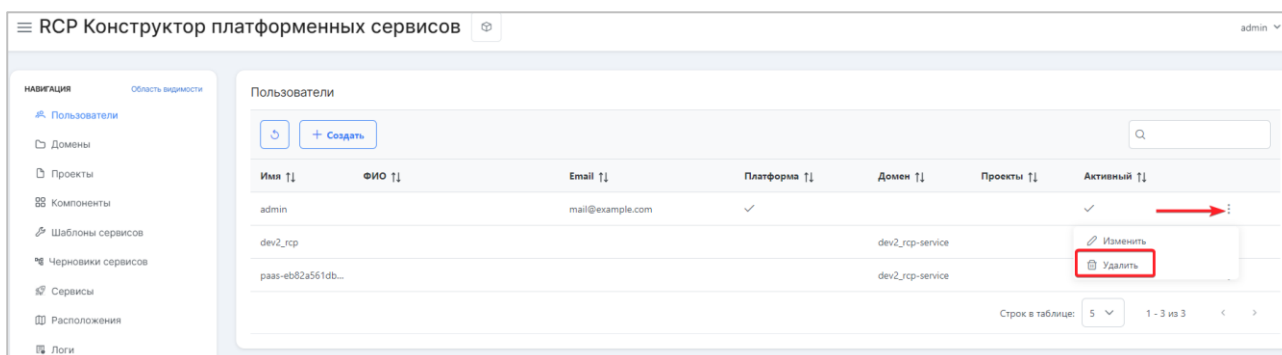 RCP Конструктор платформенных сервисов
admin
НАВИГАЦИЯ Область видимости
Пользователи
Домены
Проекты
Компоненты
Шаблоны сервисов
Черновики сервисов
Сервисы
Расположения
Логи
Пользователи
+ Создать
Имя ФИО Email Платформа Домен Проекты Активный
admin mail@example.com
dev2_rcp dev2_rcp-service
paas-eb82a561db... dev2_rcp-service
Изменить
Удалить
Строк в таблице: 5 1 - 3 из 3